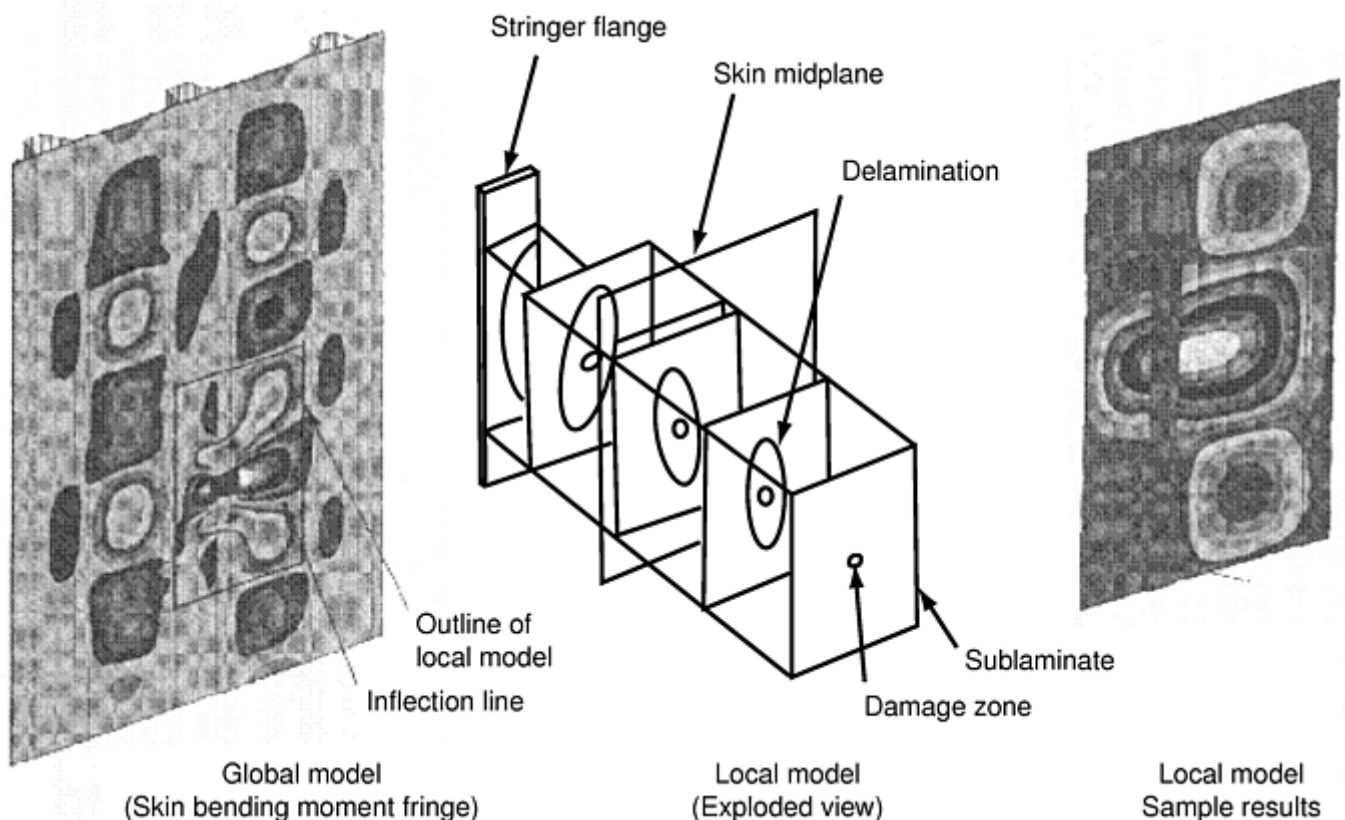 Stringer flange
Skin midplane
Delamination
Outline of
local model
Inflection line
Sublaminate
Damage zone
Global model
(Skin bending moment fringe)
Local model
(Exploded view)
Local model
Sample results